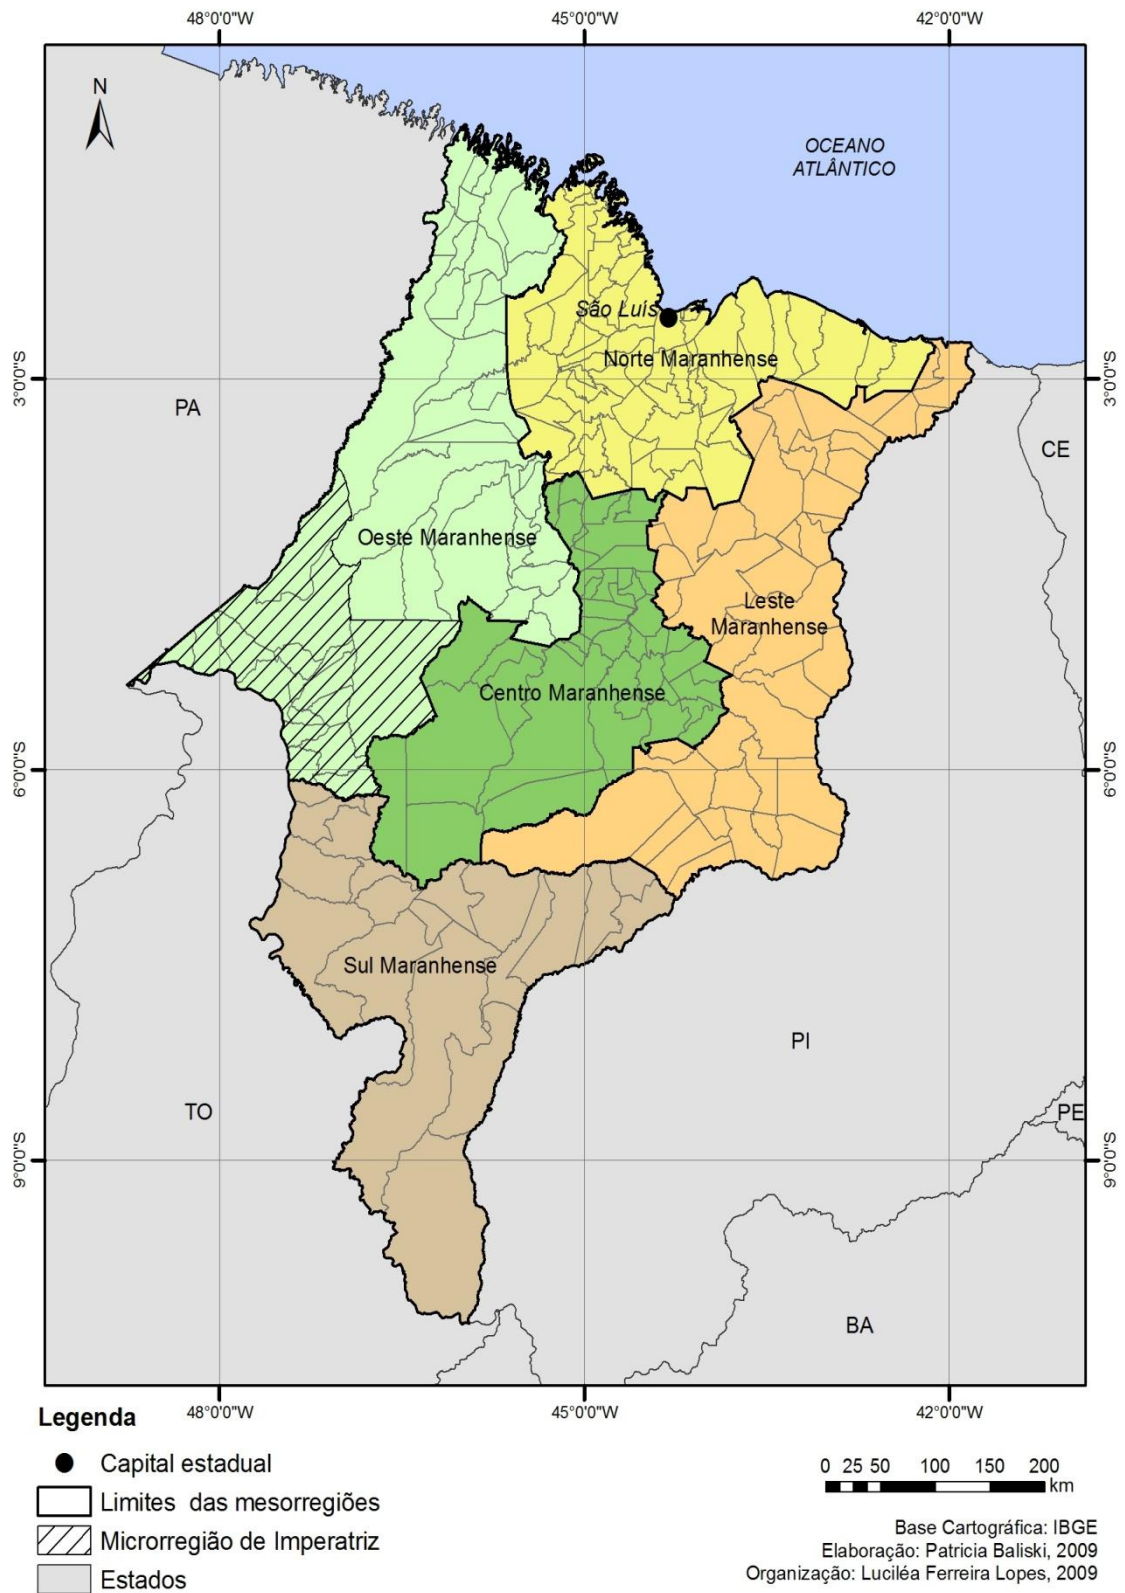 48°0'0"W
45°0'0"W
42°0'0"W
N
OCEANO
ATLÂNTICO
São Luís
Norte Maranhense
3°0'0"S
3°0'0"S
PA
CE
Oeste Maranhense
Leste
Maranhense
Centro Maranhense
6°0'0"S
6°0'0"S
Sul Maranhense
PI
TO
PE
9°0'0"S
9°0'0"S
BA
48°0'0"W
45°0'0"W
42°0'0"W
Legenda
Capital estadual
Limites das mesorregiões
Microrregião de Imperatriz
Estados
0 25 50 100 150 200
km
Base Cartográfica: IBGE
Elaboração: Patricia Baliski, 2009
Organização: Luciléa Ferreira Lopes, 2009